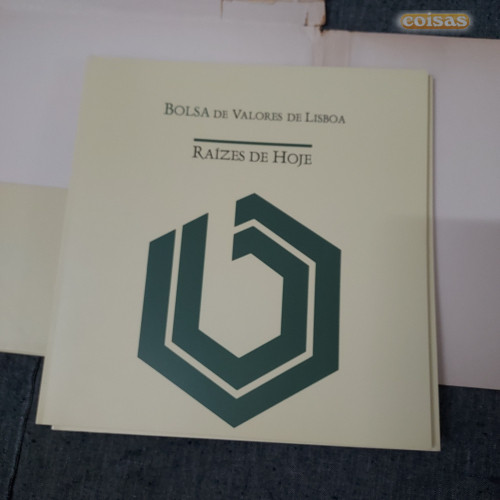 coisas
BOLSA DE VALORES DE LISBOA
RAÍZES DE HOJE